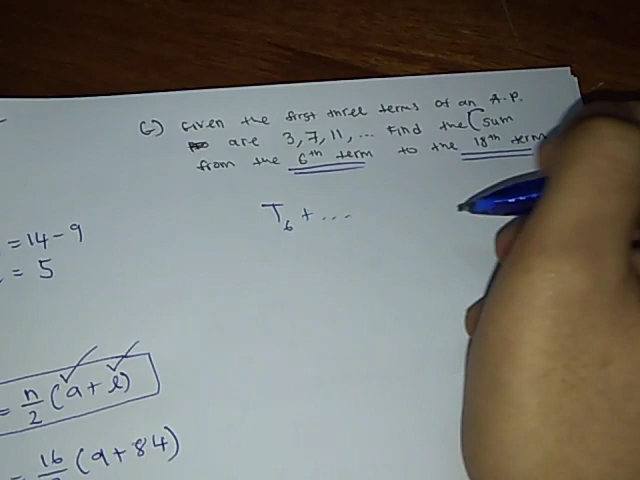 G) Given the first three terms of an A.P.
are 3, 7, 11, ... Find the (sum
from the 6th term to the 18th term
T6 + ...
= 14 - 9
= 5
= n/2 (a + l)
= 16 (a + 84)